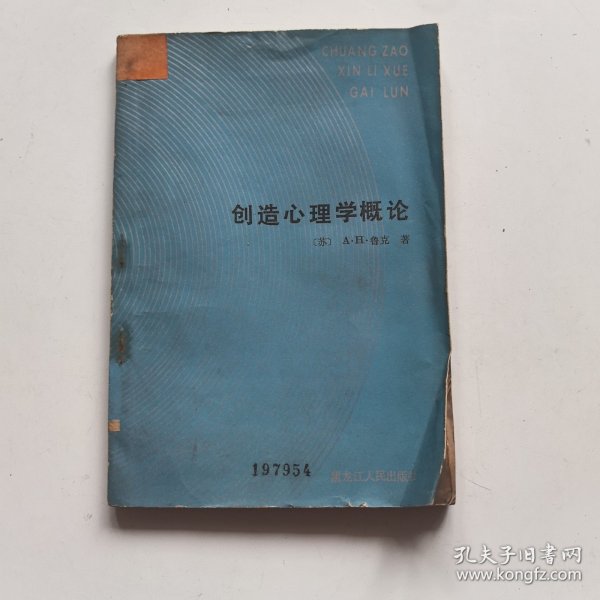 CHUANG ZAO
XIN LI XUE
GAI LUN
创造心理学概论
〔苏〕 А·Н·鲁克 著
197954
黑龙江人民出版社
孔夫子旧书网
www.kongfz.com